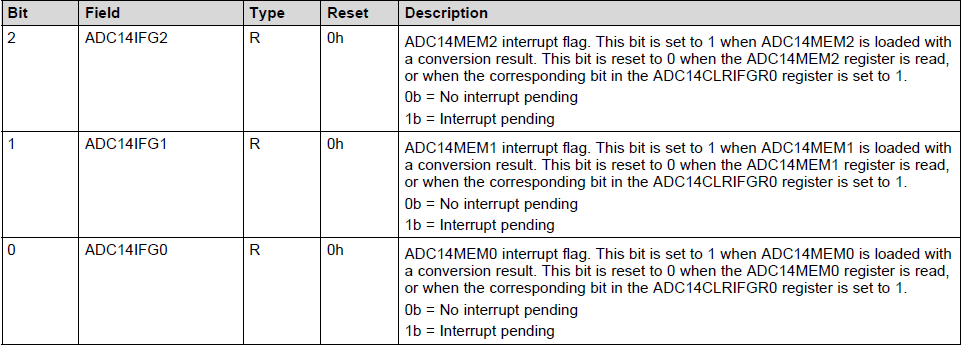 Bit Field Type Reset Description
2 ADC14IFG2 R 0h ADC14MEM2 interrupt flag. This bit is set to 1 when ADC14MEM2 is loaded with
a conversion result. This bit is reset to 0 when the ADC14MEM2 register is read,
or when the corresponding bit in the ADC14CLRIFGR0 register is set to 1.
0b = No interrupt pending
1b = Interrupt pending
1 ADC14IFG1 R 0h ADC14MEM1 interrupt flag. This bit is set to 1 when ADC14MEM1 is loaded with
a conversion result. This bit is reset to 0 when the ADC14MEM1 register is read,
or when the corresponding bit in the ADC14CLRIFGR0 register is set to 1.
0b = No interrupt pending
1b = Interrupt pending
0 ADC14IFG0 R 0h ADC14MEM0 interrupt flag. This bit is set to 1 when ADC14MEM0 is loaded with
a conversion result. This bit is reset to 0 when the ADC14MEM0 register is read,
or when the corresponding bit in the ADC14CLRIFGR0 register is set to 1.
0b = No interrupt pending
1b = Interrupt pending